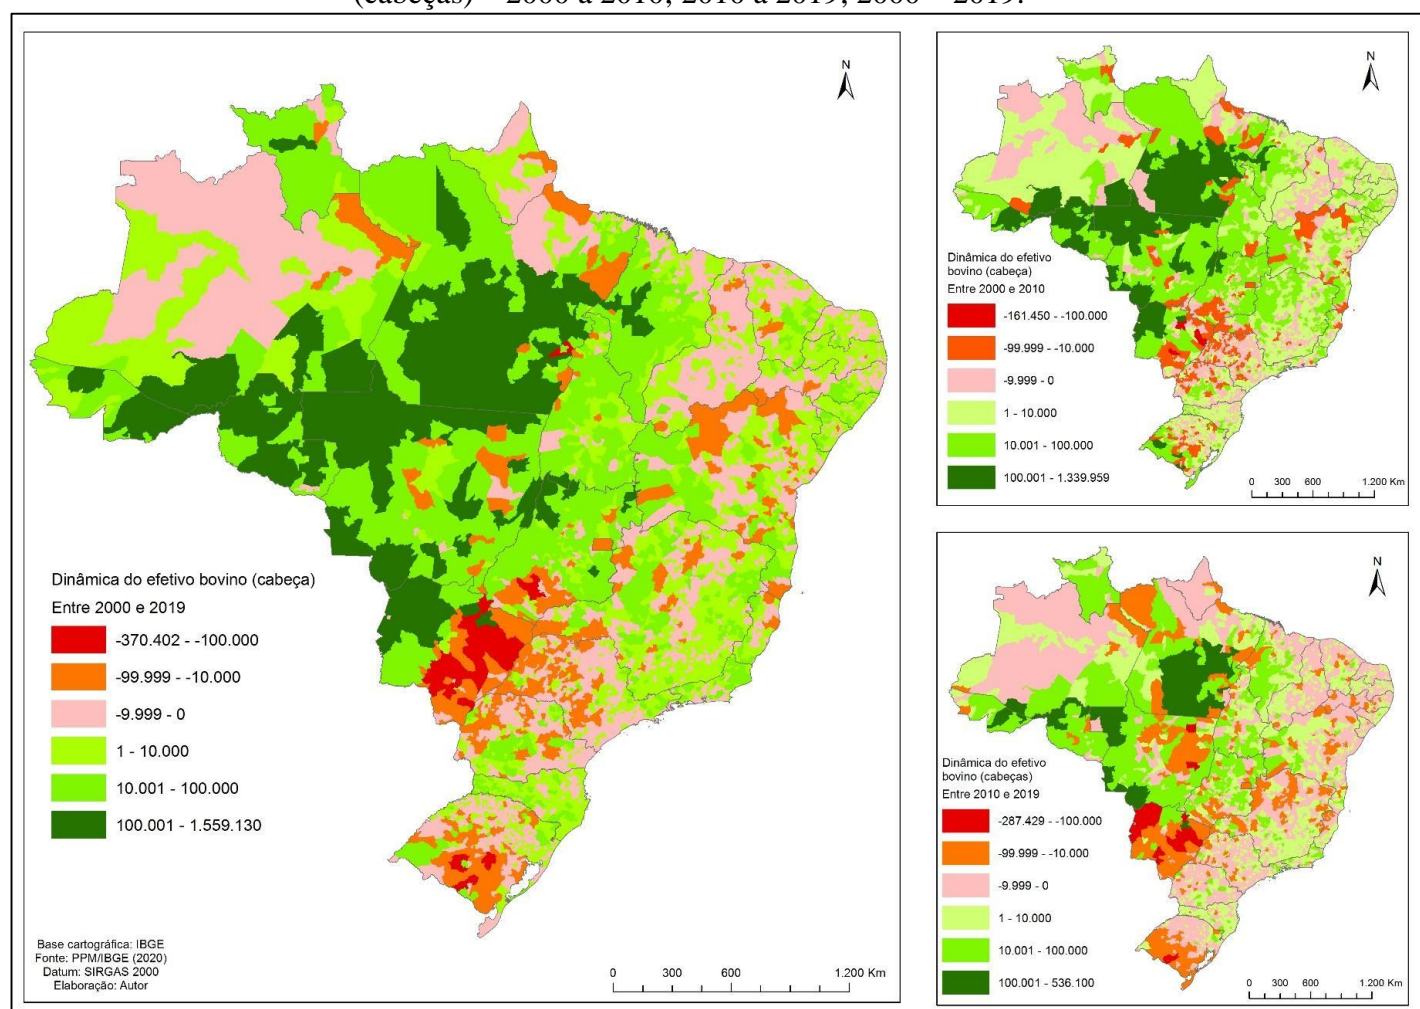 (cabeças) – 2000 a 2010; 2010 a 2019; 2000 – 2019.
N
Dinâmica do efetivo bovino (cabeça)
Entre 2000 e 2019
-370.402 - -100.000
-99.999 - -10.000
-9.999 - 0
1 - 10.000
10.001 - 100.000
100.001 - 1.559.130
Base cartográfica: IBGE
Fonte: PPM/IBGE (2020)
Datum: SIRGAS 2000
Elaboração: Autor
0 300 600 1.200 Km
N
Dinâmica do efetivo
bovino (cabeça)
Entre 2000 e 2010
-161.450 - -100.000
-99.999 - -10.000
-9.999 - 0
1 - 10.000
10.001 - 100.000
100.001 - 1.339.959
0 300 600 1.200 Km
N
Dinâmica do efetivo
bovino (cabeças)
Entre 2010 e 2019
-287.429 - -100.000
-99.999 - -10.000
-9.999 - 0
1 - 10.000
10.001 - 100.000
100.001 - 536.100
0 300 600 1.200 Km